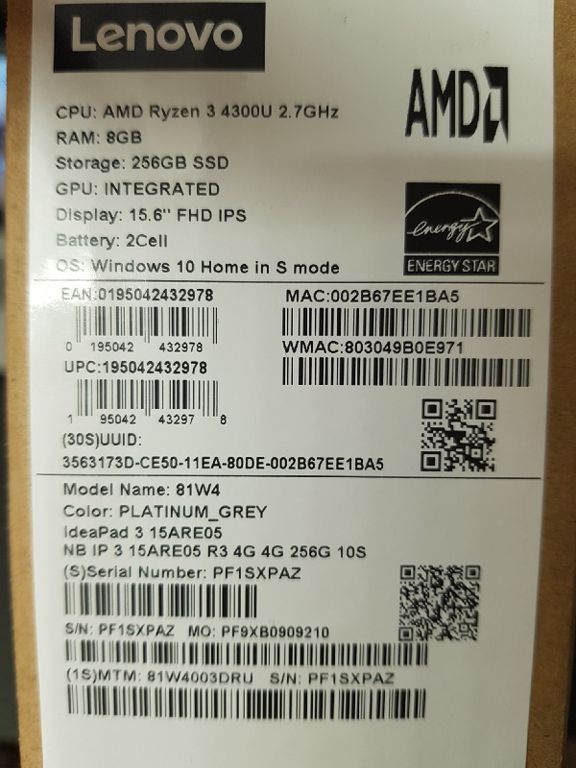 Lenovo
CPU: AMD Ryzen 3 4300U 2.7GHz
AMD
RAM: 8GB
Storage: 256GB SSD
GPU: INTEGRATED
Display: 15.6" FHD IPS
Battery: 2Cell
OS: Windows 10 Home in S mode
energy
ENERGY STAR
EAN:0195042432978
0 195042 432978
UPC:195042432978
1 95042 43297 8
MAC:002B67EE1BA5
WMAC:803049B0E971
(30S)UUID:
3563173D-CE50-11EA-80DE-002B67EE1BA5
Model Name: 81W4
Color: PLATINUM_GREY
IdeaPad 3 15ARE05
NB IP 3 15ARE05 R3 4G 4G 256G 10S
(S)Serial Number: PF1SXPAZ
S/N: PF1SXPAZ MO: PF9XB0909210
(1S)MTM: 81W4003DRU S/N: PF1SXPAZ